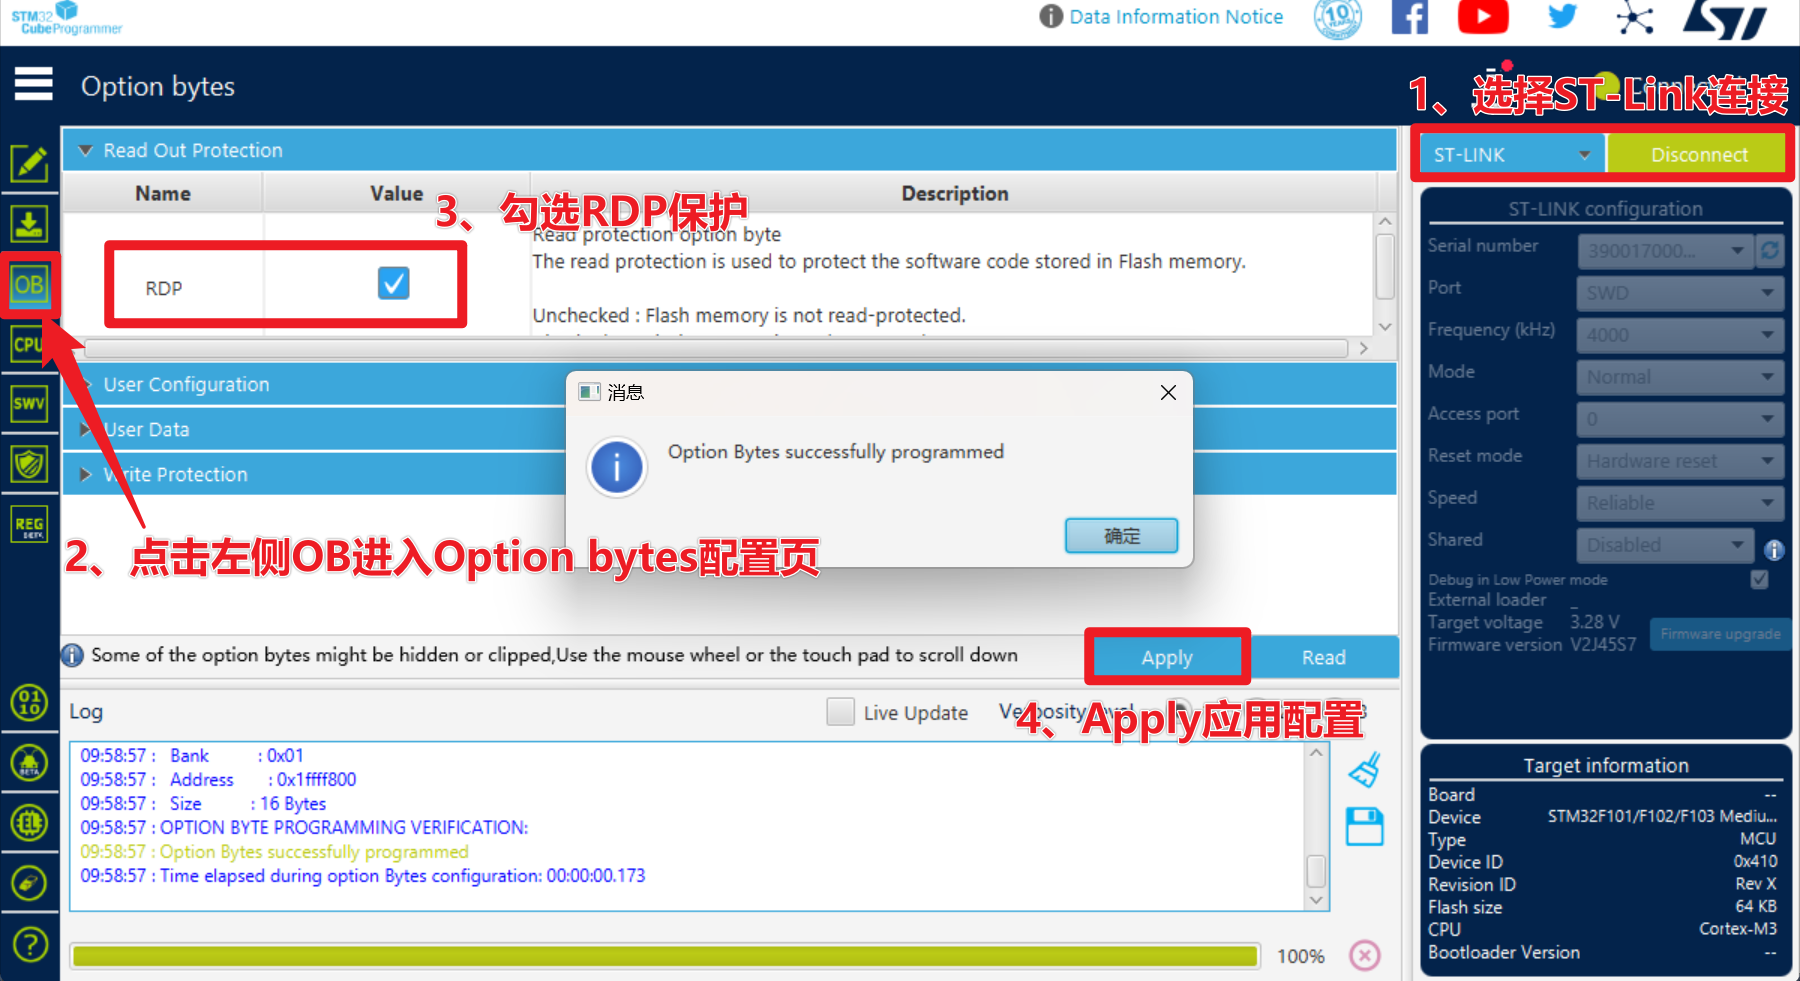 STM32
CubeProgrammer
Data Information Notice
10
Option bytes
1、选择ST-Link连接
ST-LINK
Disconnect
Read Out Protection
Name
Value
Description
3、勾选RDP保护
RDP
Read protection option byte
The read protection is used to protect the software code stored in Flash memory.
Unchecked : Flash memory is not read-protected.
OB
CPU
SWV
REG
User Configuration
User Data
Write Protection
消息
Option Bytes successfully programmed
确定
2、点击左侧OB进入Option bytes配置页
Some of the option bytes might be hidden or clipped,Use the mouse wheel or the touch pad to scroll down
Apply
Read
4、Apply应用配置
Log
Live Update
09:58:57 : Bank : 0x01
09:58:57 : Address : 0x1ffff800
09:58:57 : Size : 16 Bytes
09:58:57 : OPTION BYTE PROGRAMMING VERIFICATION:
09:58:57 : Option Bytes successfully programmed
09:58:57 : Time elapsed during option Bytes configuration: 00:00:00.173
100%
ST-LINK configuration
Serial number 390017000...
Port SWD
Frequency (kHz) 4000
Mode Normal
Access port 0
Reset mode Hardware reset
Speed Reliable
Shared Disabled
Debug in Low Power mode
External loader _
Target voltage 3.28 V
Firmware version V2J45S7
Firmware upgrade
Target information
Board --
Device STM32F101/F102/F103 Mediu...
Type MCU
Device ID 0x410
Revision ID Rev X
Flash size 64 KB
CPU Cortex-M3
Bootloader Version --